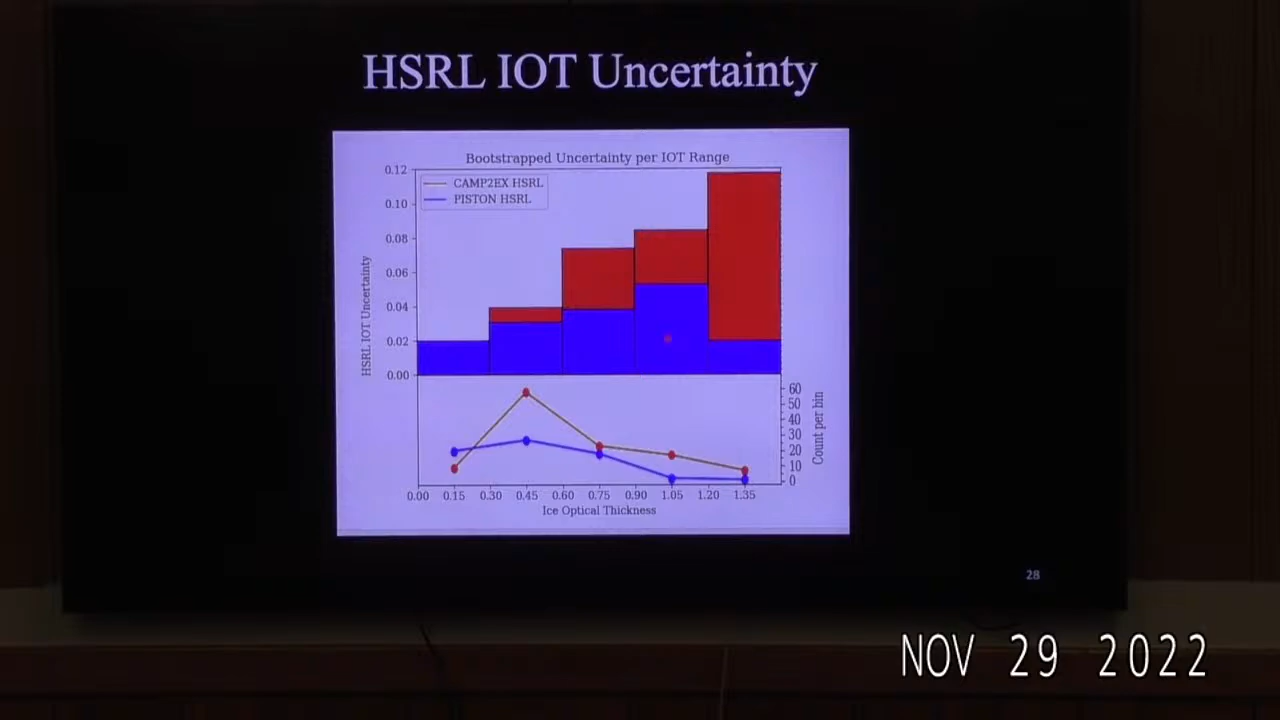 HSRL IOT Uncertainty
Bootstrapped Uncertainty per IOT Range
CAMP2EX HSRL
PISTON HSRL
HSRL IOT Uncertainty
0.12
0.10
0.08
0.06
0.04
0.02
0.00
60
50
40
30
20
10
0
Count per bin
0.00 0.15 0.30 0.45 0.60 0.75 0.90 1.05 1.20 1.35
Ice Optical Thickness
28
NOV 29 2022